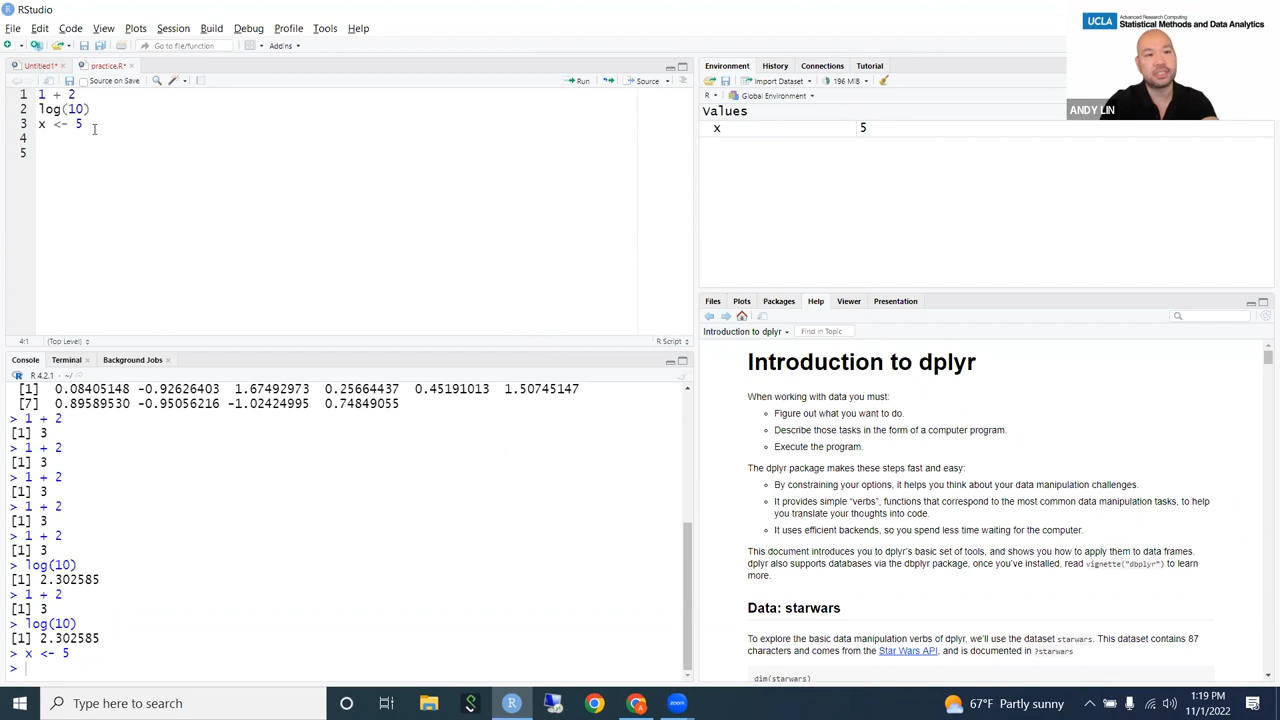 RStudio
File Edit Code View Plots Session Build Debug Profile Tools Help
Go to file/function Addins
UCLA Advanced Research Computing
Statistical Methods and Data Analytics
ANDY LIN
Untitled1* practice.R*
Source on Save Run Source
1 1 + 2
2 log(10)
3 x <- 5
4
5
4:1 (Top Level) R Script
Environment History Connections Tutorial
Import Dataset 196 MiB
R Global Environment
Values
x 5
Console Terminal Background Jobs
R 4.2.1 · ~/
[1] 0.08405148 -0.92626403 1.67492973 0.25664437 0.45191013 1.50745147
[7] 0.89589530 -0.95056216 -1.02424995 0.74849055
> 1 + 2
[1] 3
> 1 + 2
[1] 3
> 1 + 2
[1] 3
> 1 + 2
[1] 3
> 1 + 2
[1] 3
> log(10)
[1] 2.302585
> 1 + 2
[1] 3
> log(10)
[1] 2.302585
> x <- 5
>
Files Plots Packages Help Viewer Presentation
Introduction to dplyr Find in Topic
Introduction to dplyr
When working with data you must:
Figure out what you want to do.
Describe those tasks in the form of a computer program.
Execute the program.
The dplyr package makes these steps fast and easy:
By constraining your options, it helps you think about your data manipulation challenges.
It provides simple “verbs”, functions that correspond to the most common data manipulation tasks, to help
you translate your thoughts into code.
It uses efficient backends, so you spend less time waiting for the computer.
This document introduces you to dplyr’s basic set of tools, and shows you how to apply them to data frames.
dplyr also supports databases via the dbplyr package, once you’ve installed, read vignette("dbplyr") to learn
more.
Data: starwars
To explore the basic data manipulation verbs of dplyr, we’ll use the dataset starwars. This dataset contains 87
characters and comes from the Star Wars API, and is documented in ?starwars
dim(starwars)
Type here to search
zoom
67°F Partly sunny
1:19 PM
11/1/2022